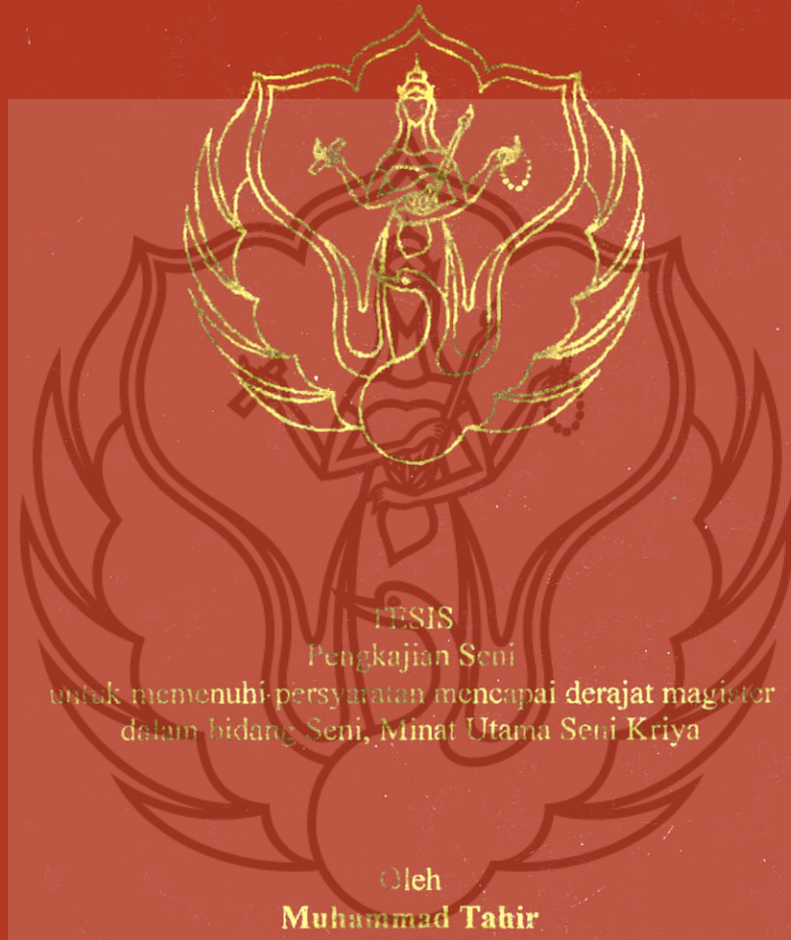 TESIS
Pengkajian Seni
untuk memenuhi persyaratan mencapai derajat magister
dalam bidang Seni, Minat Utama Seni Kriya
Oleh
Muhammad Tahir